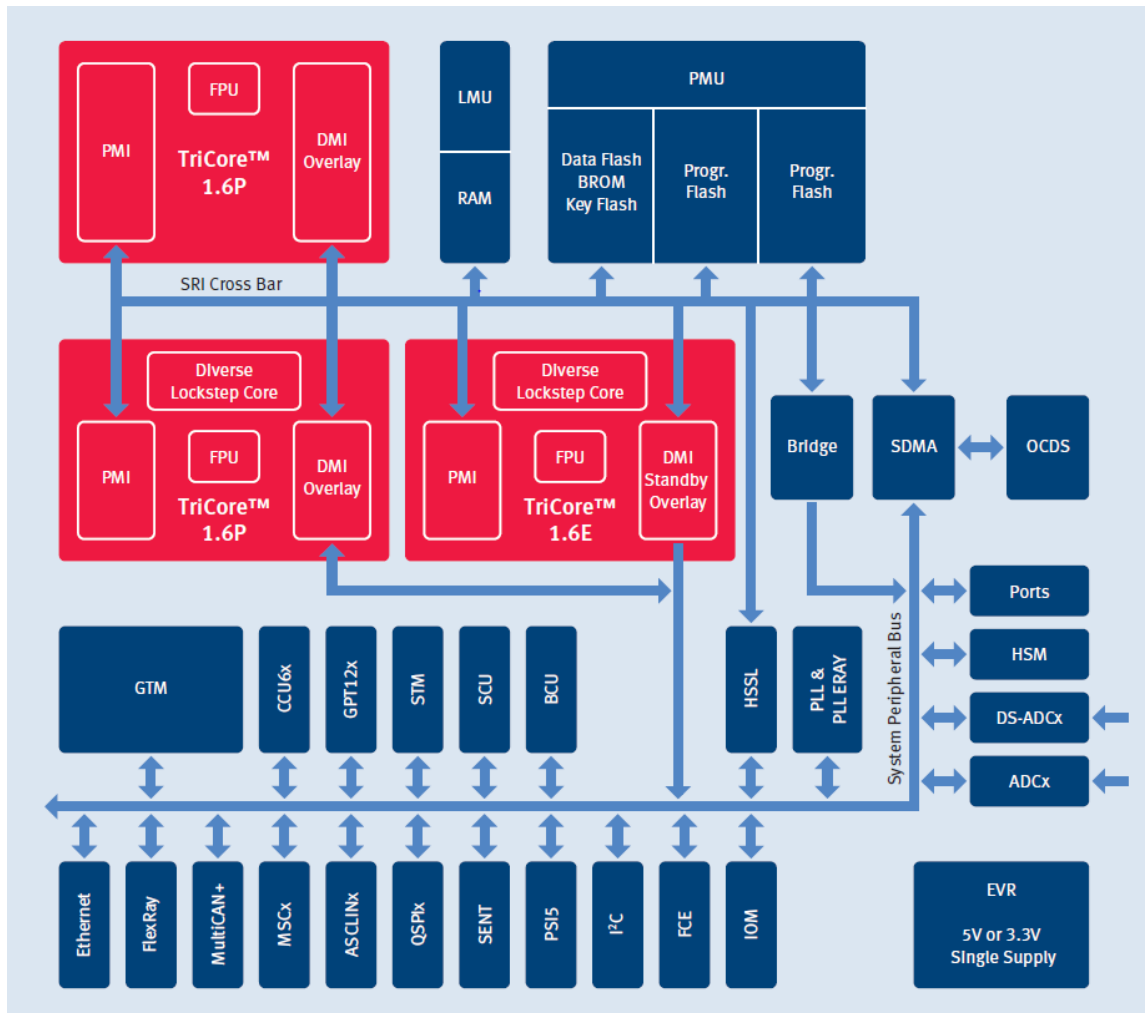 FPU
PMI
TriCore™
1.6P
DMI
Overlay
LMU
RAM
PMU
Data Flash
BROM
Key Flash
Progr.
Flash
Progr.
Flash
SRI Cross Bar
Diverse
Lockstep Core
PMI
FPU
TriCore™
1.6P
DMI
Overlay
Diverse
Lockstep Core
PMI
FPU
TriCore™
1.6E
DMI
Standby
Overlay
Bridge
SDMA
OCDS
System Peripheral Bus
Ports
HSM
DS-ADCx
ADCx
GTM
CCU6x
GPT12x
STM
SCU
BCU
HSSL
PLL &
PLL ERAY
Ethernet
FlexRay
MultiCAN+
MSCx
ASCLINx
QSPIx
SENT
PSI5
I²C
FCE
IOM
EVR
5V or 3.3V
Single Supply